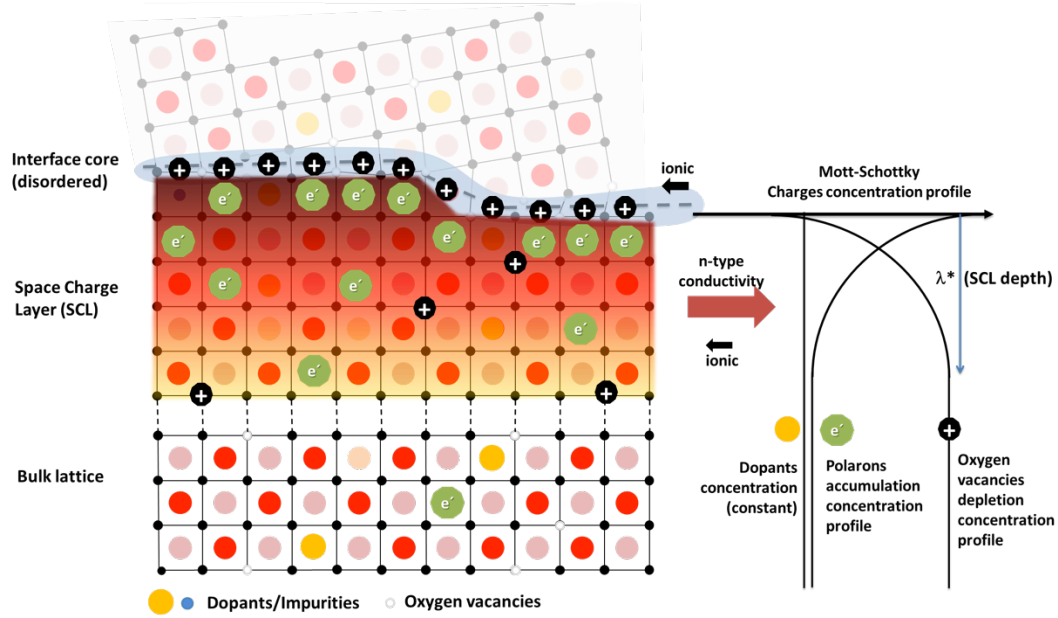 Interface core
(disordered)
Space Charge
Layer (SCL)
Bulk lattice
+ + + + + + + + + + +
e´ e´ e´ e´
e´ e´ e´ e´ e´
+
e´ e´
+
e´
e´
+ +
e´
Dopants/Impurities
Oxygen vacancies
ionic
n-type
conductivity
ionic
Mott-Schottky
Charges concentration profile
λ* (SCL depth)
e´
+
Dopants
concentration
(constant)
Polarons
accumulation
concentration
profile
Oxygen
vacancies
depletion
concentration
profile